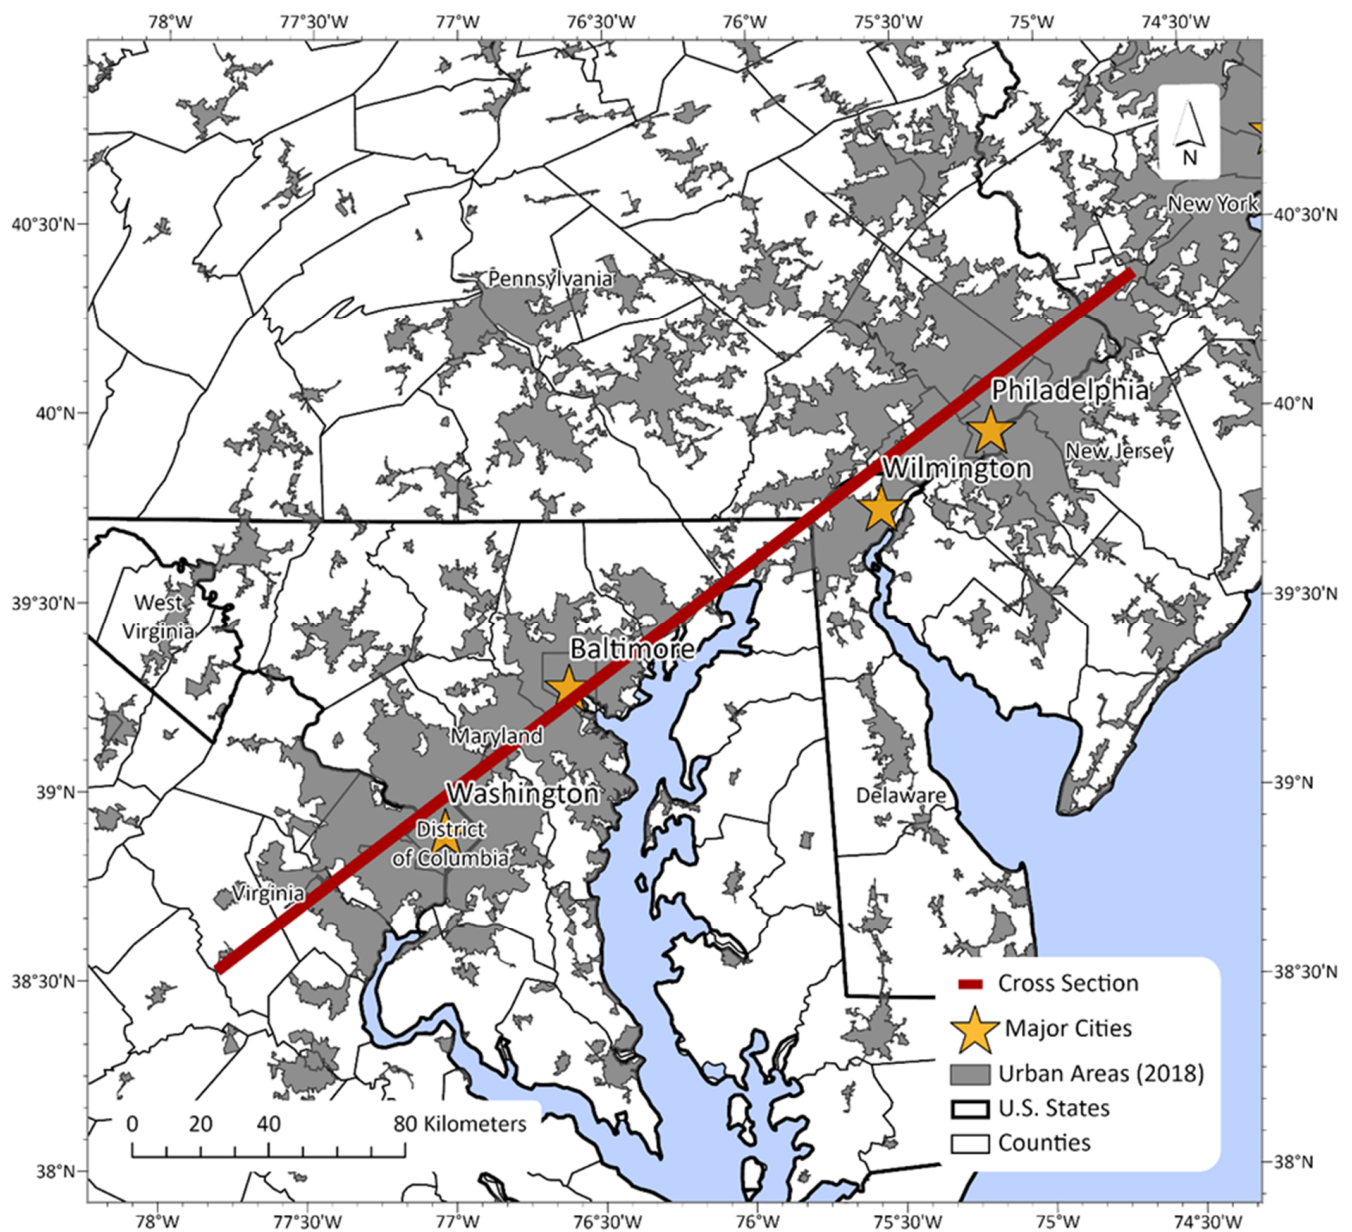 78°W 77°30'W 77°W 76°30'W 76°W 75°30'W 75°W 74°30'W
N
New York
40°30'N 40°30'N
Pennsylvania
Philadelphia
40°N 40°N
New Jersey
Wilmington
39°30'N 39°30'N
West
Virginia
Baltimore
Maryland
39°N 39°N
Washington
Delaware
District
of Columbia
Virginia
38°30'N 38°30'N
Cross Section
Major Cities
Urban Areas (2018)
U.S. States
Counties
0 20 40 80 Kilometers
38°N 38°N
78°W 77°30'W 77°W 76°30'W 76°W 75°30'W 75°W 74°30'W